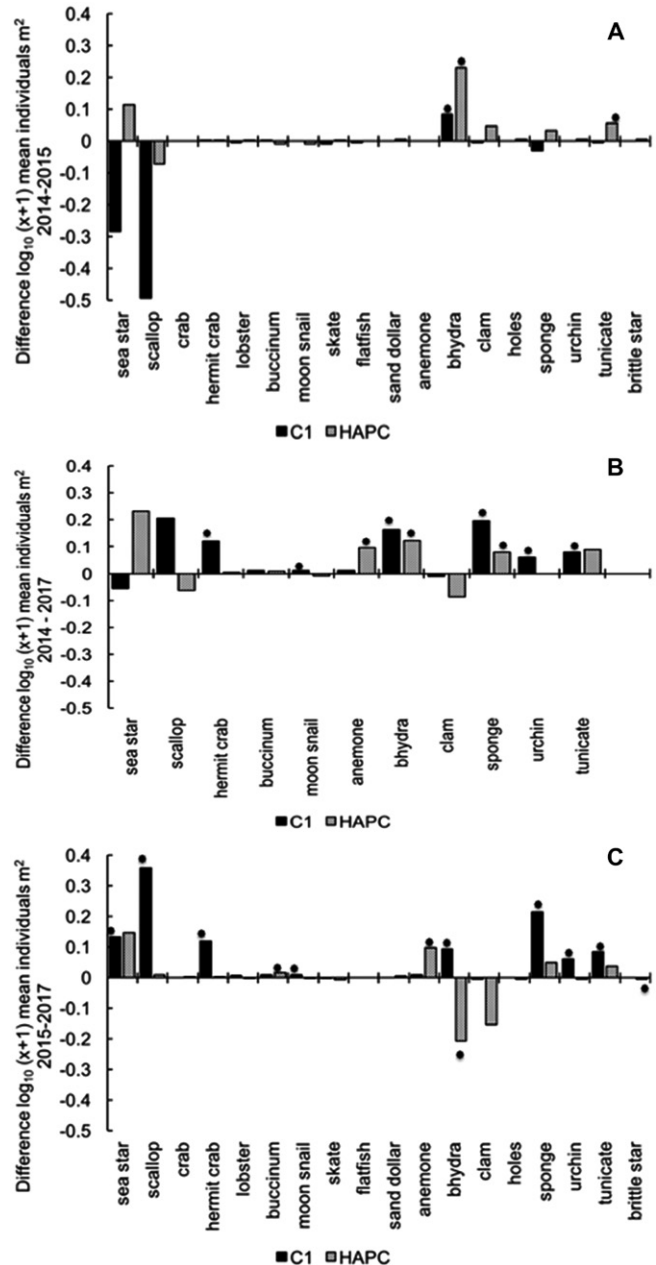 A
Difference log10 (x+1) mean individuals m2
2014-2015
0.4
0.3
0.2
0.1
0
-0.1
-0.2
-0.3
-0.4
-0.5
sea star
scallop
crab
hermit crab
lobster
buccinum
moon snail
skate
flatfish
sand dollar
anemone
bhydra
clam
holes
sponge
urchin
tunicate
brittle star
C1 HAPC
B
Difference log10 (x+1) mean individuals m2
2014 - 2017
0.4
0.3
0.2
0.1
0
-0.1
-0.2
-0.3
-0.4
-0.5
sea star
scallop
hermit crab
buccinum
moon snail
anemone
bhydra
clam
sponge
urchin
tunicate
C1 HAPC
C
Difference log10 (x+1) mean individuals m2
2015-2017
0.4
0.3
0.2
0.1
0
-0.1
-0.2
-0.3
-0.4
-0.5
sea star
scallop
crab
hermit crab
lobster
buccinum
moon snail
skate
flatfish
sand dollar
anemone
bhydra
clam
holes
sponge
urchin
tunicate
brittle star
C1 HAPC